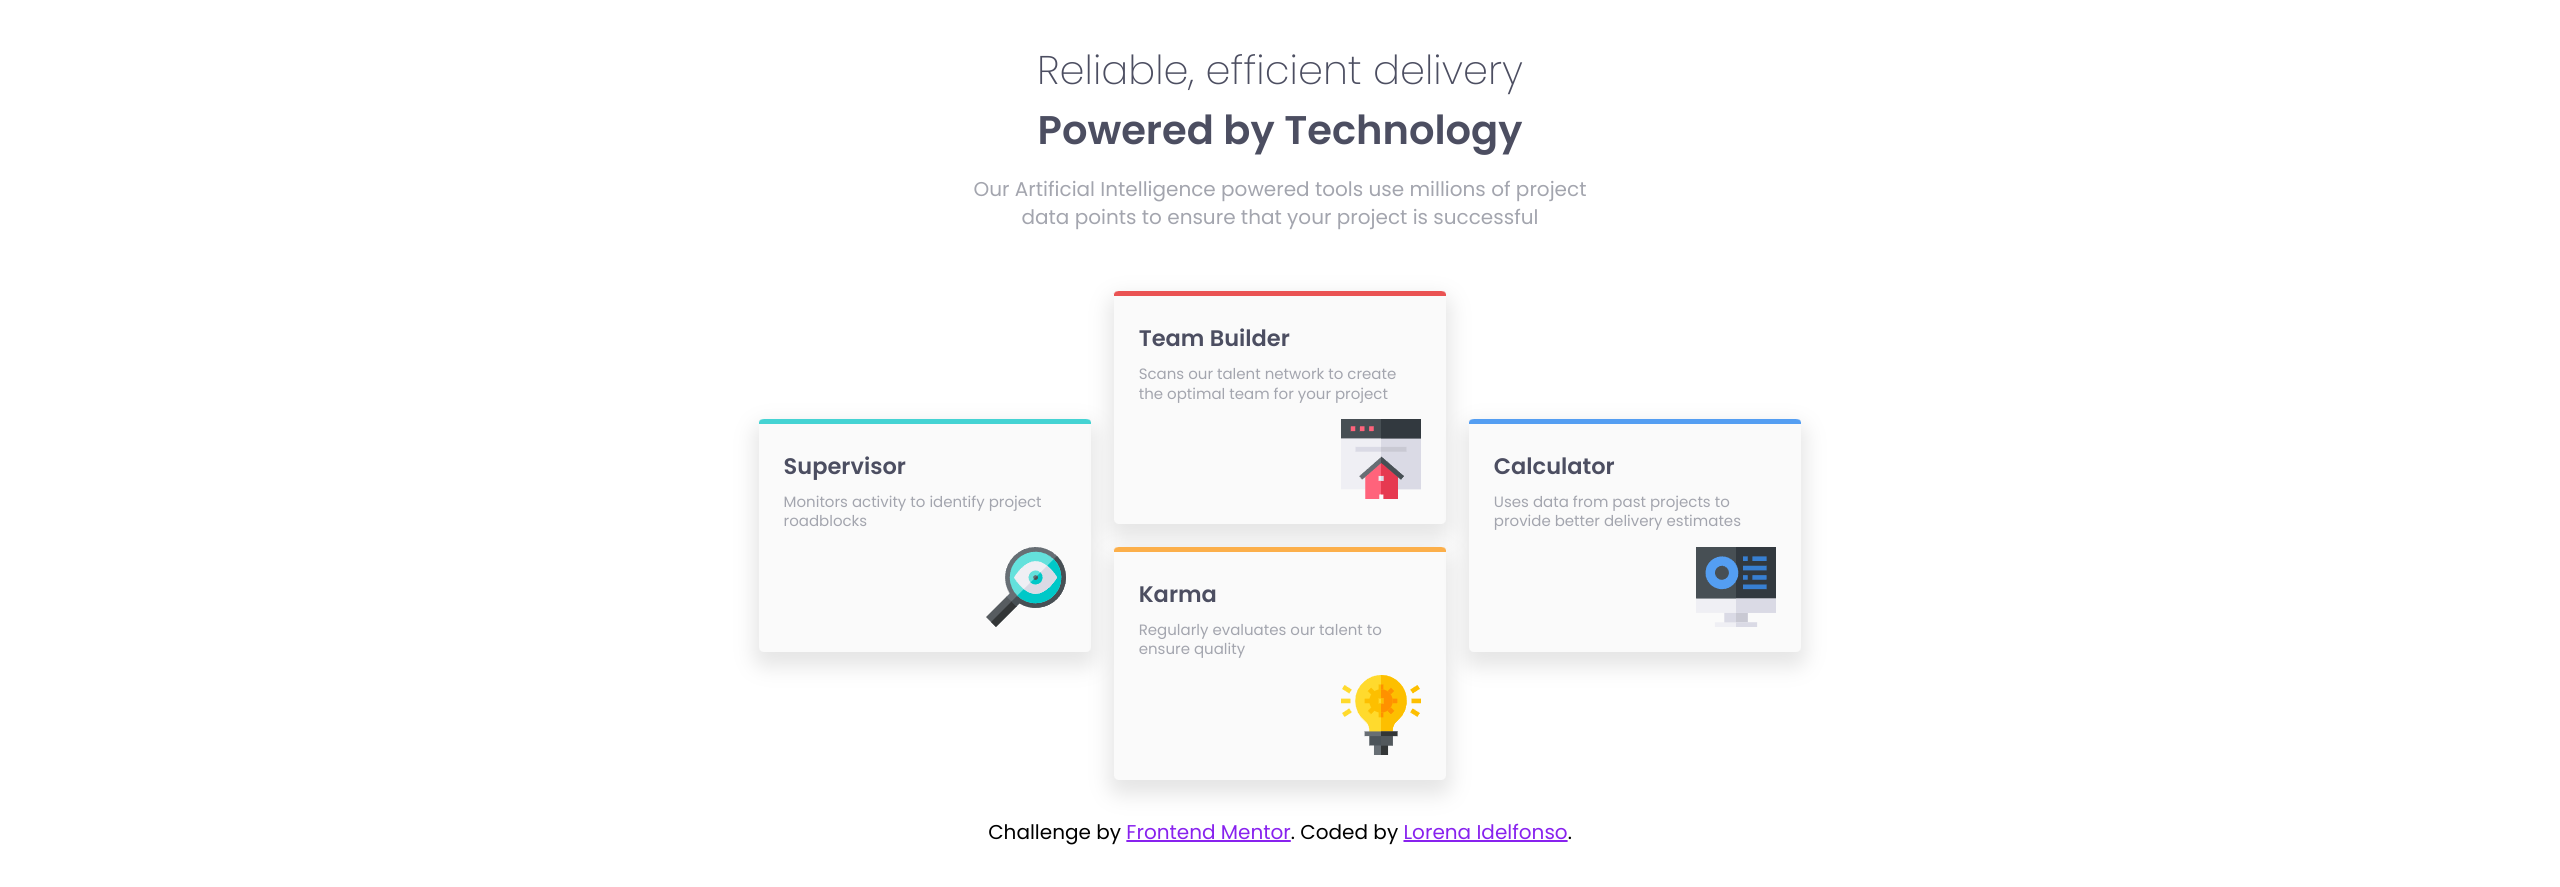 Reliable, efficient delivery
Powered by Technology
Our Artificial Intelligence powered tools use millions of project
data points to ensure that your project is successful
Team Builder
Scans our talent network to create
the optimal team for your project
Supervisor
Monitors activity to identify project
roadblocks
Calculator
Uses data from past projects to
provide better delivery estimates
Karma
Regularly evaluates our talent to
ensure quality
Challenge by Frontend Mentor. Coded by Lorena Idelfonso.